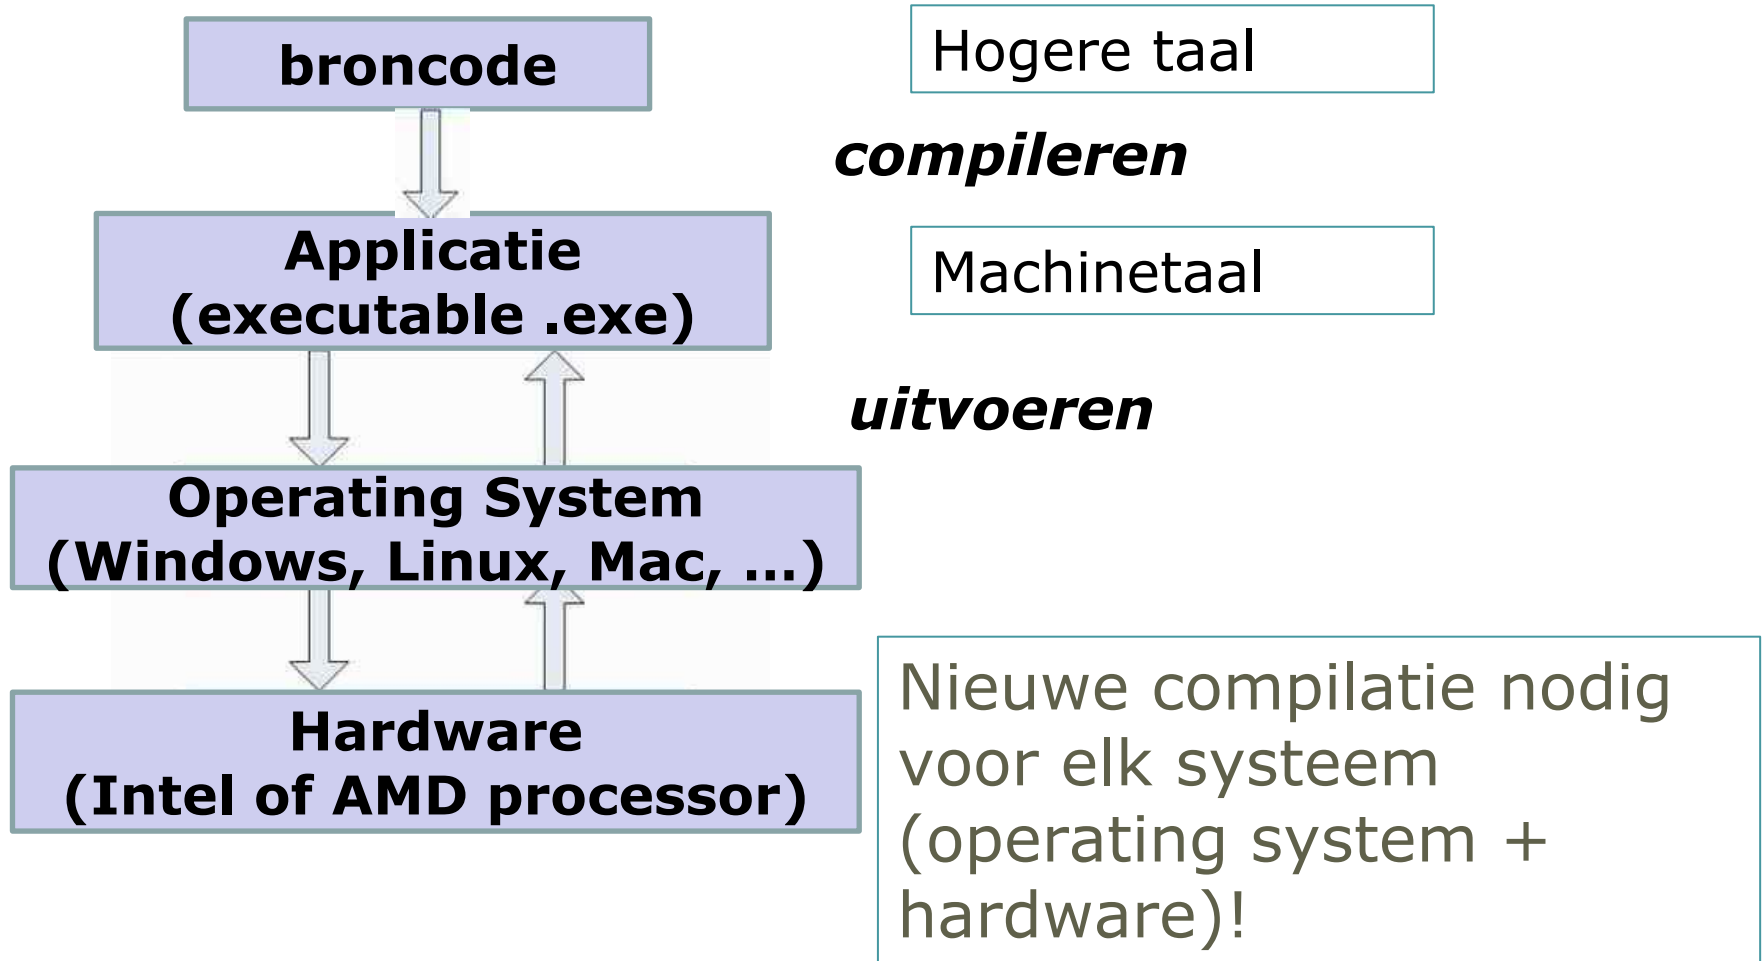 broncode
Hogere taal
compileren
Applicatie
(executable .exe)
Machinetaal
uitvoeren
Operating System
(Windows, Linux, Mac, …)
Hardware
(Intel of AMD processor)
Nieuwe compilatie nodig
voor elk systeem
(operating system +
hardware)!